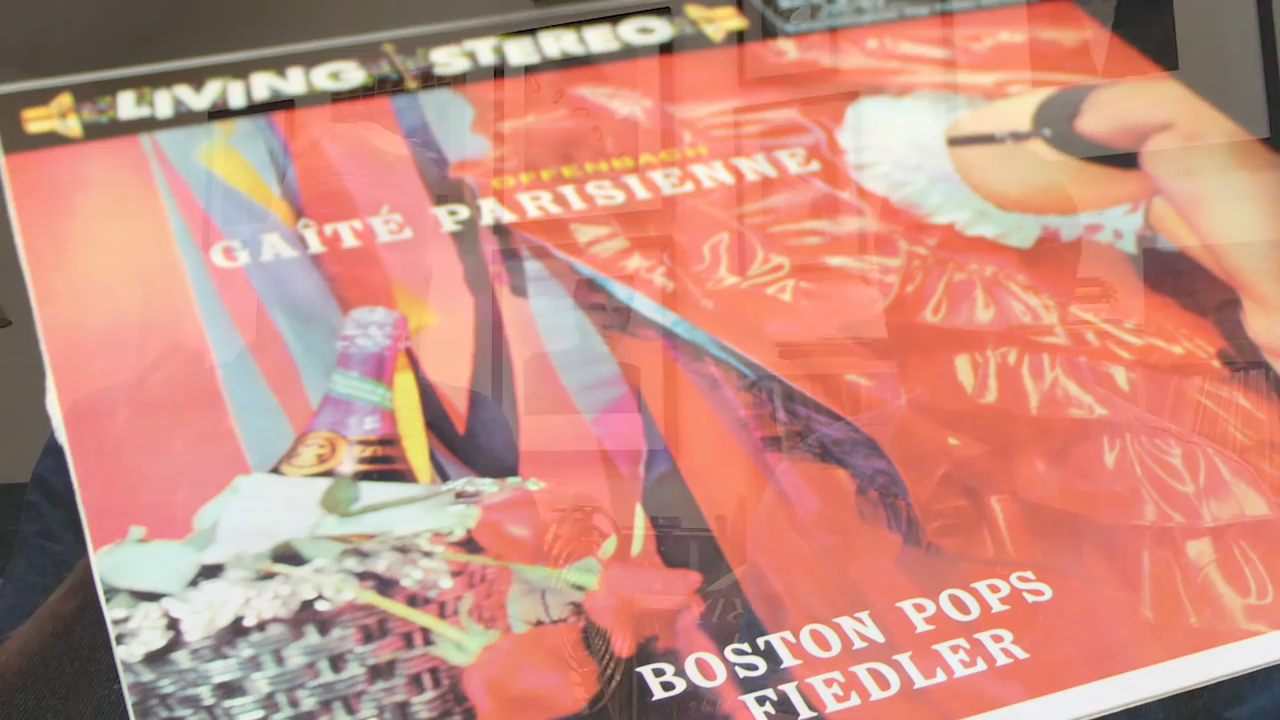 LIVING STEREO
OFFENBACH
GAÎTÉ PARISIENNE
BOSTON POPS
FIEDLER